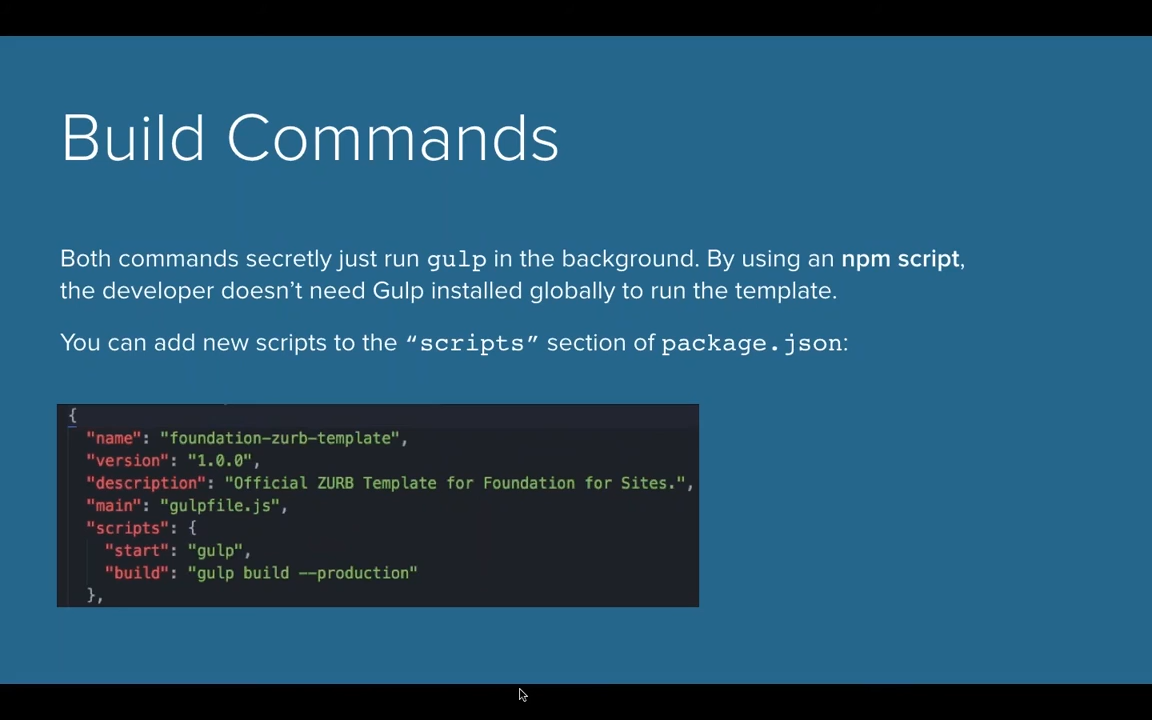 Build Commands
Both commands secretly just run gulp in the background. By using an npm script,
the developer doesn’t need Gulp installed globally to run the template.
You can add new scripts to the “scripts” section of package.json:
{
"name": "foundation-zurb-template",
"version": "1.0.0",
"description": "Official ZURB Template for Foundation for Sites.",
"main": "gulpfile.js",
"scripts": {
"start": "gulp",
"build": "gulp build --production"
},